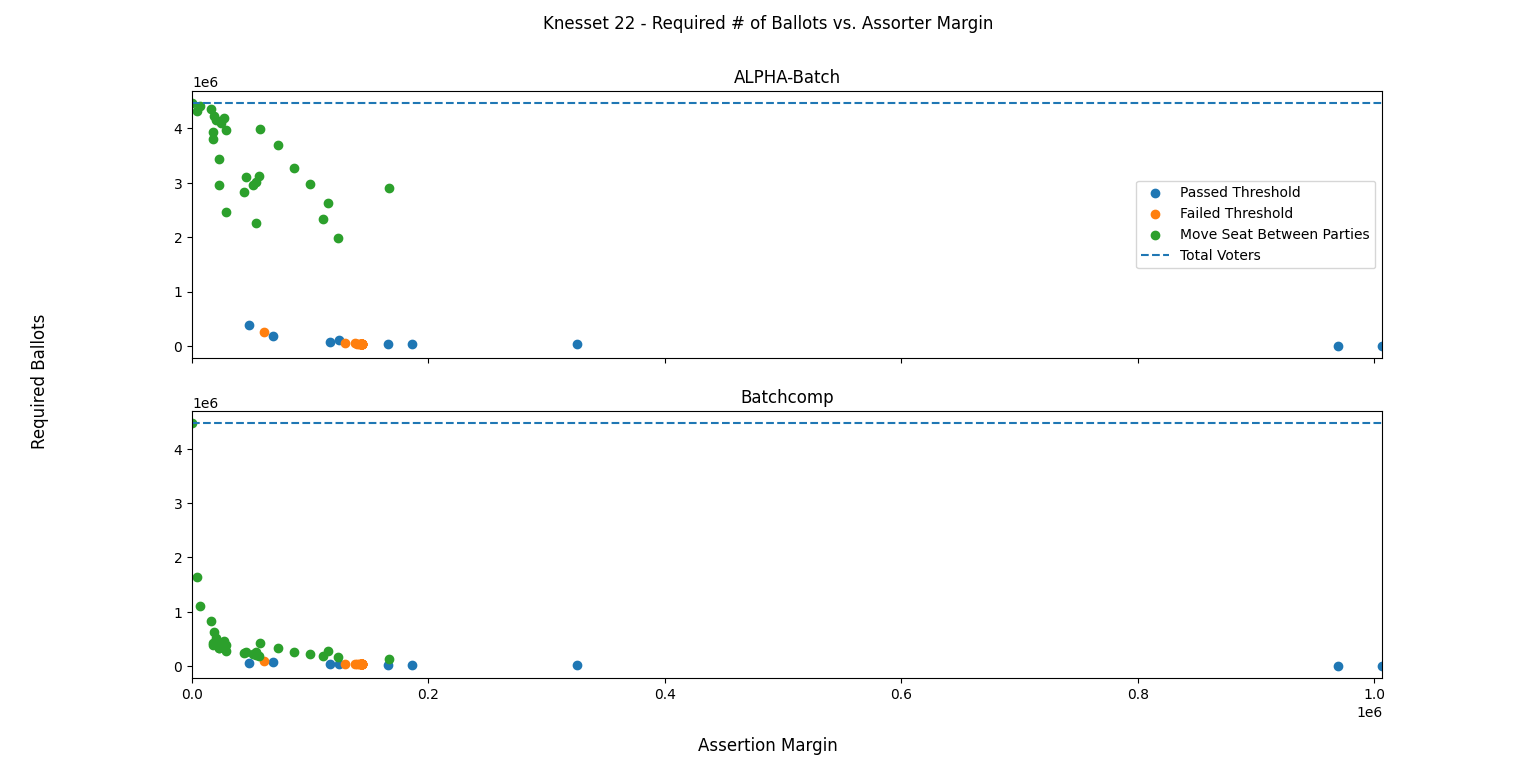 Knesset 22 - Required # of Ballots vs. Assorter Margin
ALPHA-Batch
1e6
4
3
2
1
0
Passed Threshold
Failed Threshold
Move Seat Between Parties
Total Voters
Required Ballots
Batchcomp
1e6
4
3
2
1
0
0.0 0.2 0.4 0.6 0.8 1.0
1e6
Assertion Margin